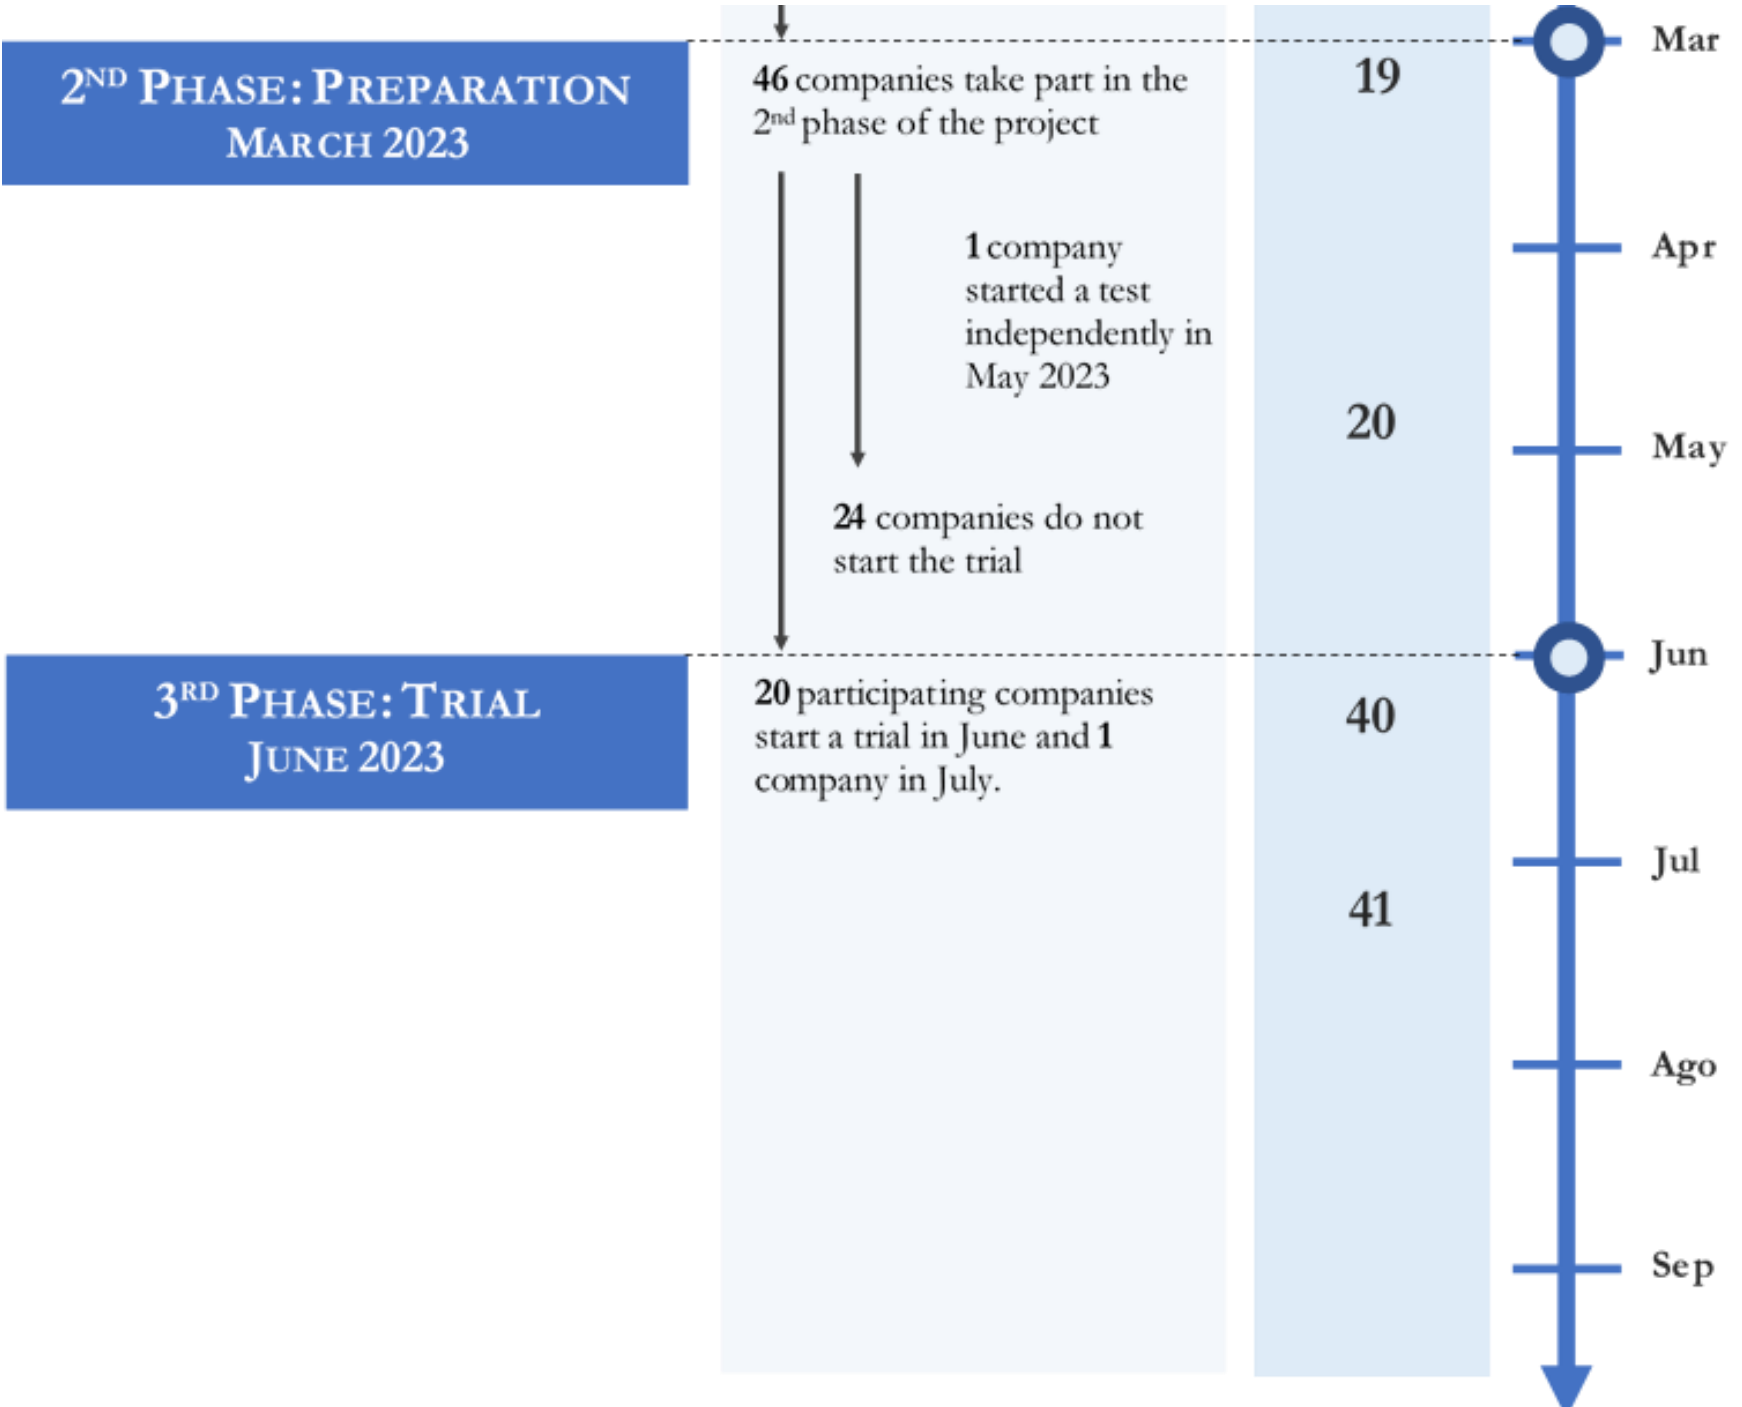 2ND PHASE: PREPARATION
MARCH 2023
46 companies take part in the
2nd phase of the project
19
Mar
1 company
started a test
independently in
May 2023
Apr
20
May
24 companies do not
start the trial
3RD PHASE: TRIAL
JUNE 2023
20 participating companies
start a trial in June and 1
company in July.
40
Jun
Jul
41
Ago
Sep